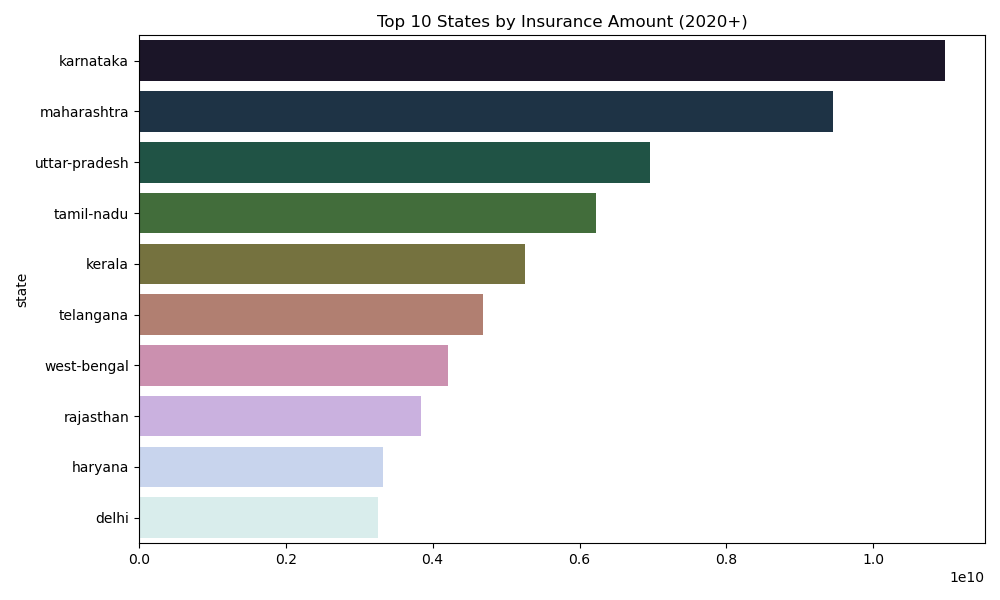 Top 10 States by Insurance Amount (2020+)
karnataka
maharashtra
uttar-pradesh
tamil-nadu
kerala
telangana
west-bengal
rajasthan
haryana
delhi
state
0.0 0.2 0.4 0.6 0.8 1.0
1e10